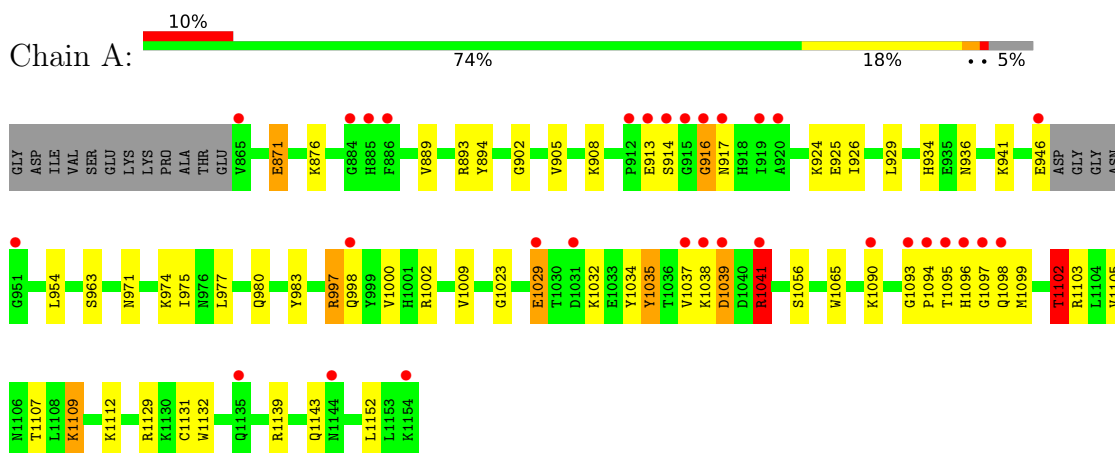 10%
Chain A:
74% 18% • • 5%
GLY ASP ILE VAL SER GLU LYS LYS PRO ALA THR GLU V865 E871 K876 G884 H885 F886 V889 R893 Y894 G902 V905 K908 P912 E913 S914 G915 G916 N917 H918 I919 A920 K924 E925 I926 L929 H934 E935 N936 K941 E946 ASP GLY GLY ASN
G951 L954 S963 N971 K974 I975 N976 L977 Q980 Y983 R997 Q998 Y999 V1000 H1001 R1002 V1009 G1023 E1029 T1030 D1031 K1032 E1033 Y1034 Y1035 T1036 V1037 K1038 D1039 D1040 R1041 S1056 W1065 K1090 G1093 P1094 T1095 H1096 G1097 Q1098 M1099 T1102 R1103 L1104 Y1105
N1106 T1107 L1108 K1109 K1112 R1129 K1130 C1131 W1132 Q1135 R1139 Q1143 N1144 L1152 L1153 K1154